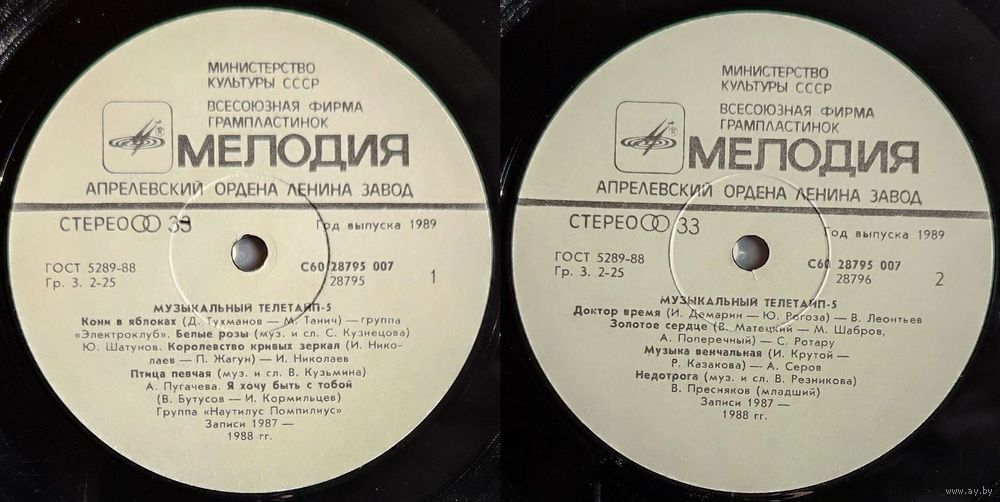 МИНИСТЕРСТВО
КУЛЬТУРЫ СССР
ВСЕСОЮЗНАЯ ФИРМА
ГРАМПЛАСТИНОК
®
МЕЛОДИЯ
АПРЕЛЕВСКИЙ ОРДЕНА ЛЕНИНА ЗАВОД
СТЕРЕО 33
Год выпуска 1989
ГОСТ 5289-88
Гр. 3. 2-25
С60 28795 007
28795
1
МУЗЫКАЛЬНЫЙ ТЕЛЕТАЙП-5
Кони в яблоках (Д. Тухманов — М. Танич) — группа
«Электроклуб». Белые розы (муз. и сл. С. Кузнецова)
Ю. Шатунов. Королевство кривых зеркал (И. Нико-
лаев — П. Жагун) — И. Николаев
Птица певчая (муз. и сл. В. Кузьмина)
А. Пугачева. Я хочу быть с тобой
(В. Бутусов — И. Кормильцев)
Группа «Наутилус Помпилиус»
Записи 1987 —
1988 гг.
МИНИСТЕРСТВО
КУЛЬТУРЫ СССР
ВСЕСОЮЗНАЯ ФИРМА
ГРАМПЛАСТИНОК
®
МЕЛОДИЯ
АПРЕЛЕВСКИЙ ОРДЕНА ЛЕНИНА ЗАВОД
СТЕРЕО 33
Год выпуска 1989
ГОСТ 5289-88
Гр. 3. 2-25
С60 28795 007
28796
2
МУЗЫКАЛЬНЫЙ ТЕЛЕТАЙП-5
Доктор время (И. Демарин — Ю. Рогоза) — В. Леонтьев
Золотое сердце (В. Матецкий — М. Шабров,
А. Поперечный) — С. Ротару
Музыка венчальная (И. Крутой —
Р. Казакова) — А. Серов
Недотрога (муз. и сл. В. Резникова)
В. Пресняков (младший)
Записи 1987 —
1988 гг.
www.ay.by